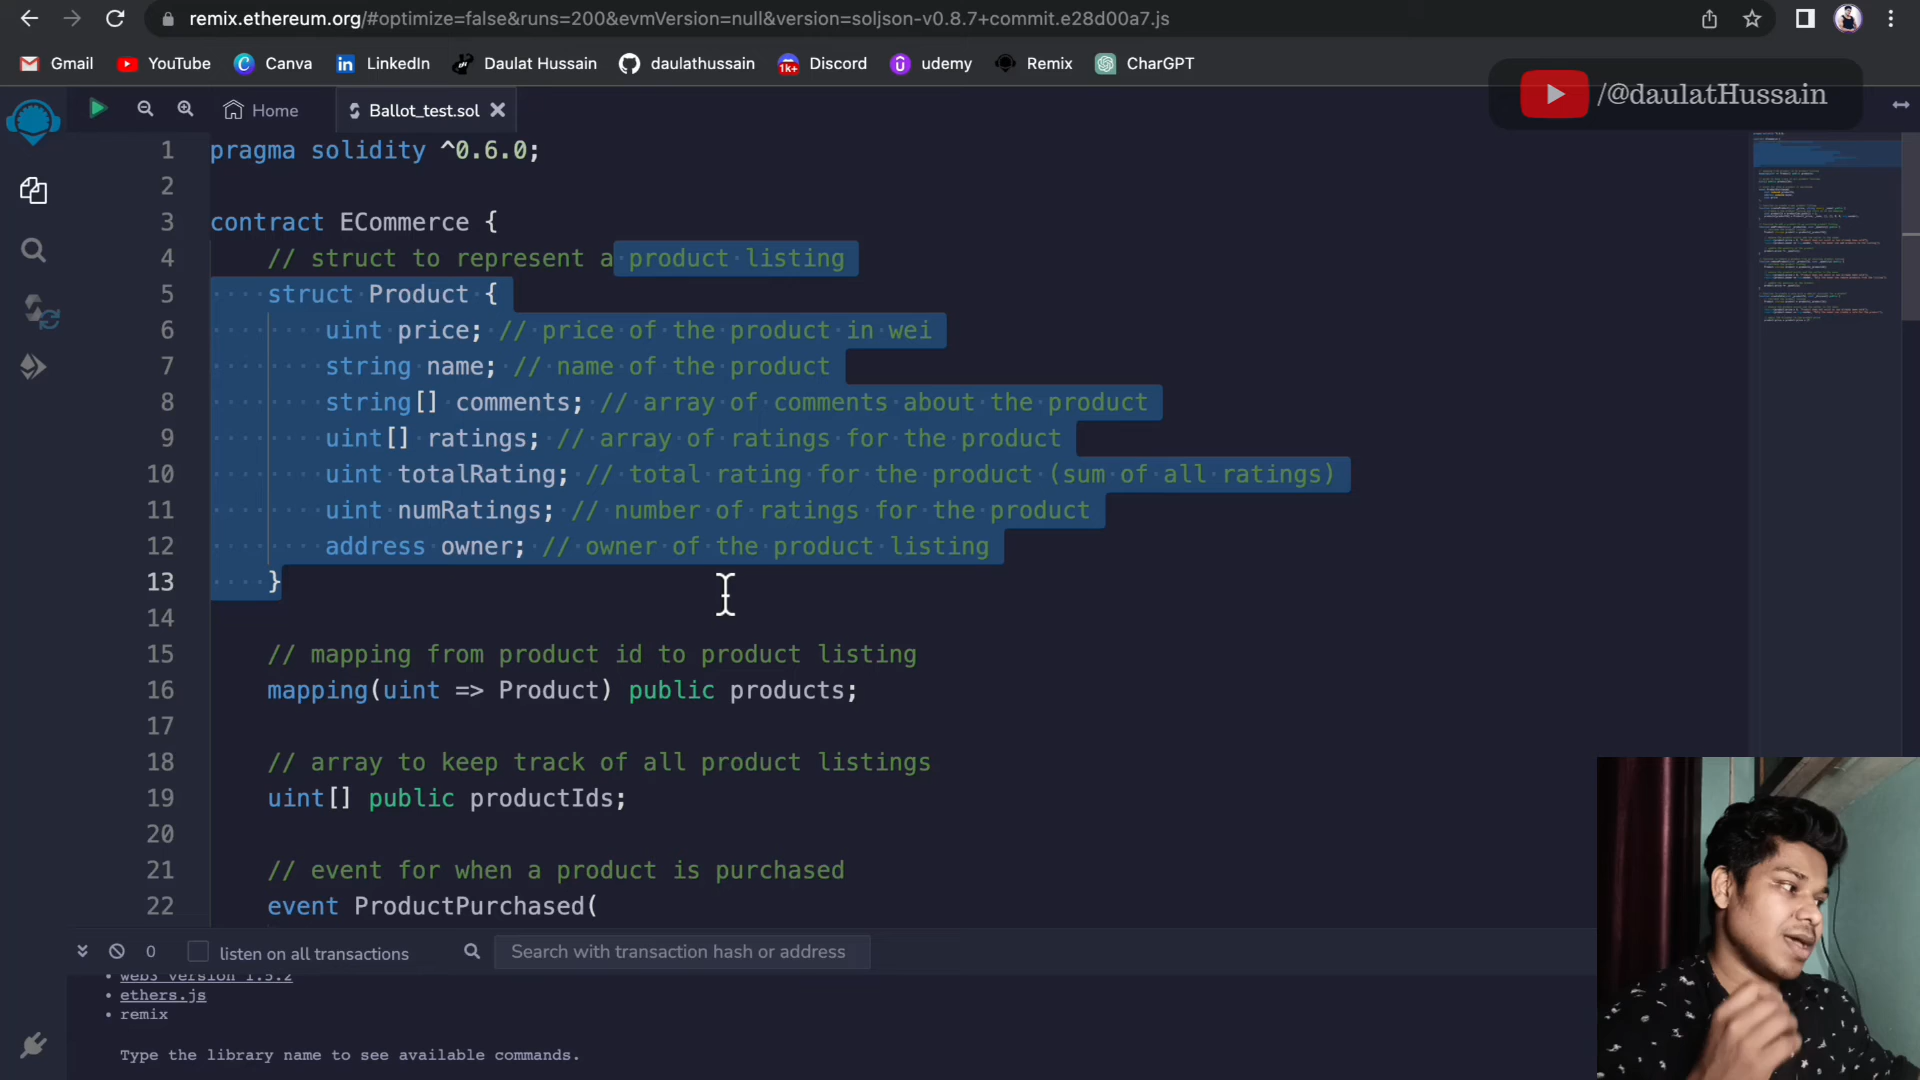 remix.ethereum.org/#optimize=false&runs=200&evmVersion=null&version=soljson-v0.8.7+commit.e28d00a7.js
Gmail YouTube Canva LinkedIn Daulat Hussain daulathussain 1k+ Discord udemy Remix CharGPT
/@daulatHussain
Home Ballot_test.sol
1 pragma solidity ^0.6.0;
2
3 contract ECommerce {
4 // struct to represent a product listing
5 struct Product {
6 uint price; // price of the product in wei
7 string name; // name of the product
8 string[] comments; // array of comments about the product
9 uint[] ratings; // array of ratings for the product
10 uint totalRating; // total rating for the product (sum of all ratings)
11 uint numRatings; // number of ratings for the product
12 address owner; // owner of the product listing
13 }
14
15 // mapping from product id to product listing
16 mapping(uint => Product) public products;
17
18 // array to keep track of all product listings
19 uint[] public productIds;
20
21 // event for when a product is purchased
22 event ProductPurchased(
0 listen on all transactions Search with transaction hash or address
• web3 version 1.5.2
• ethers.js
• remix
Type the library name to see available commands.